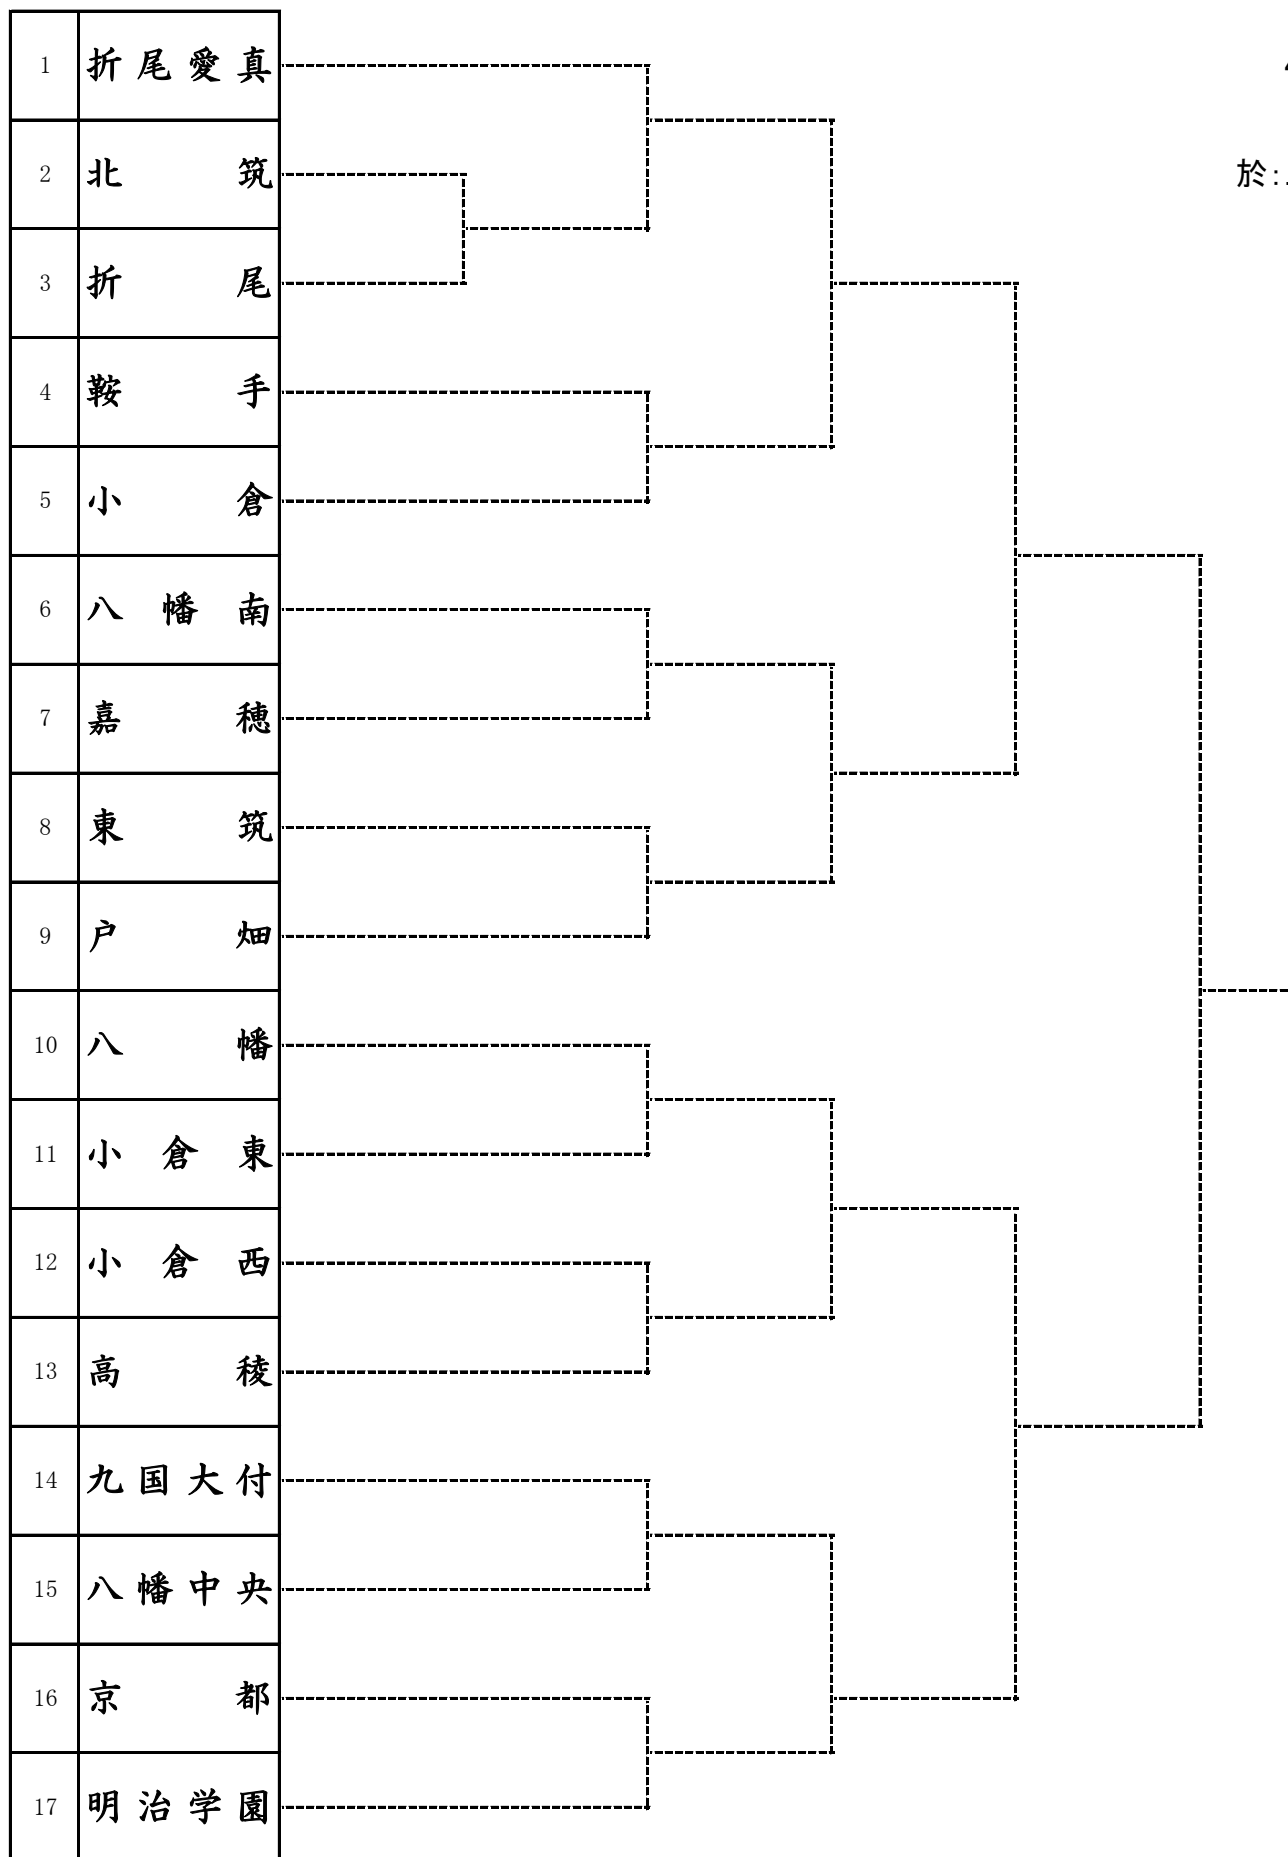 1 折尾愛真
2 北筑
於:
3 折尾
4 鞍手
5 小倉
6 八幡南
7 嘉穂
8 東筑
9 戸畑
10 八幡
11 小倉東
12 小倉西
13 高稜
14 九国大付
15 八幡中央
16 京都
17 明治学園